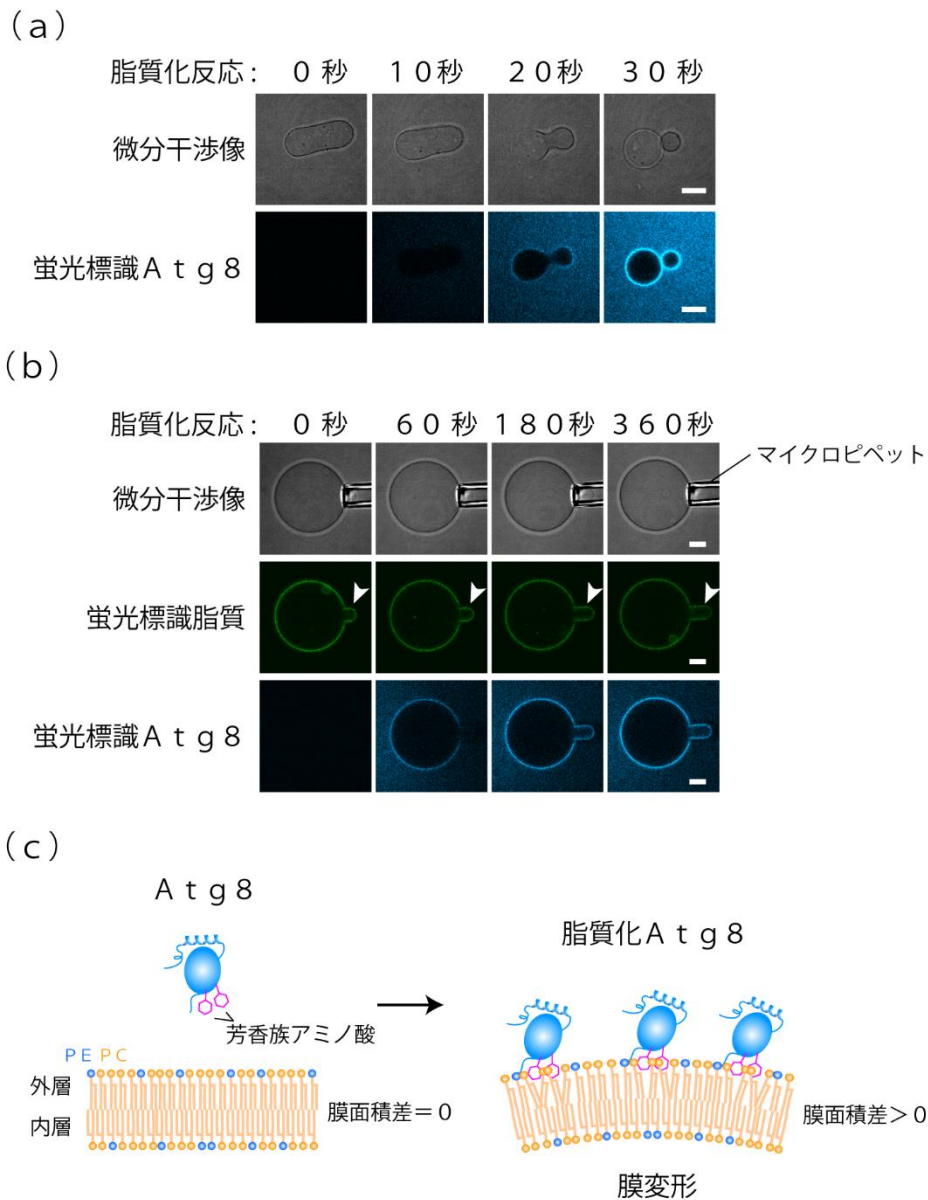 （a）
脂質化反応： 0 秒 10秒 20秒 30秒
微分干渉像
蛍光標識Atg8
（b）
脂質化反応： 0 秒 60秒 180秒 360秒
マイクロピペット
微分干渉像
蛍光標識脂質
蛍光標識Atg8
（c）
Atg8
脂質化Atg8
芳香族アミノ酸
PE PC
外層
内層
膜面積差＝0
膜面積差＞0
膜変形